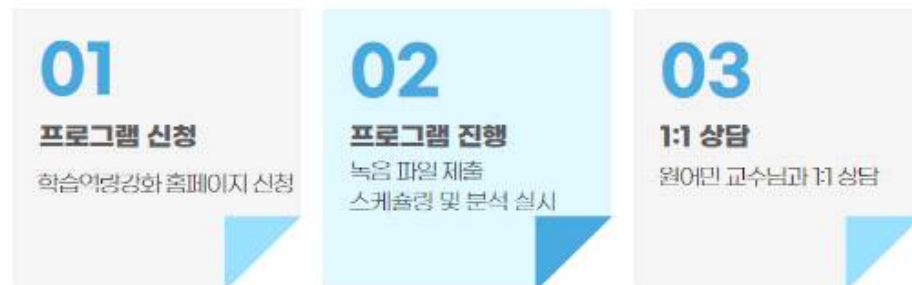 01
프로그램 신청
학습역량강화 홈페이지 신청
02
프로그램 진행
녹음 파일 제출
스케줄링 및 분석 실시
03
1:1 상담
원어민 교수님과 1:1 상담